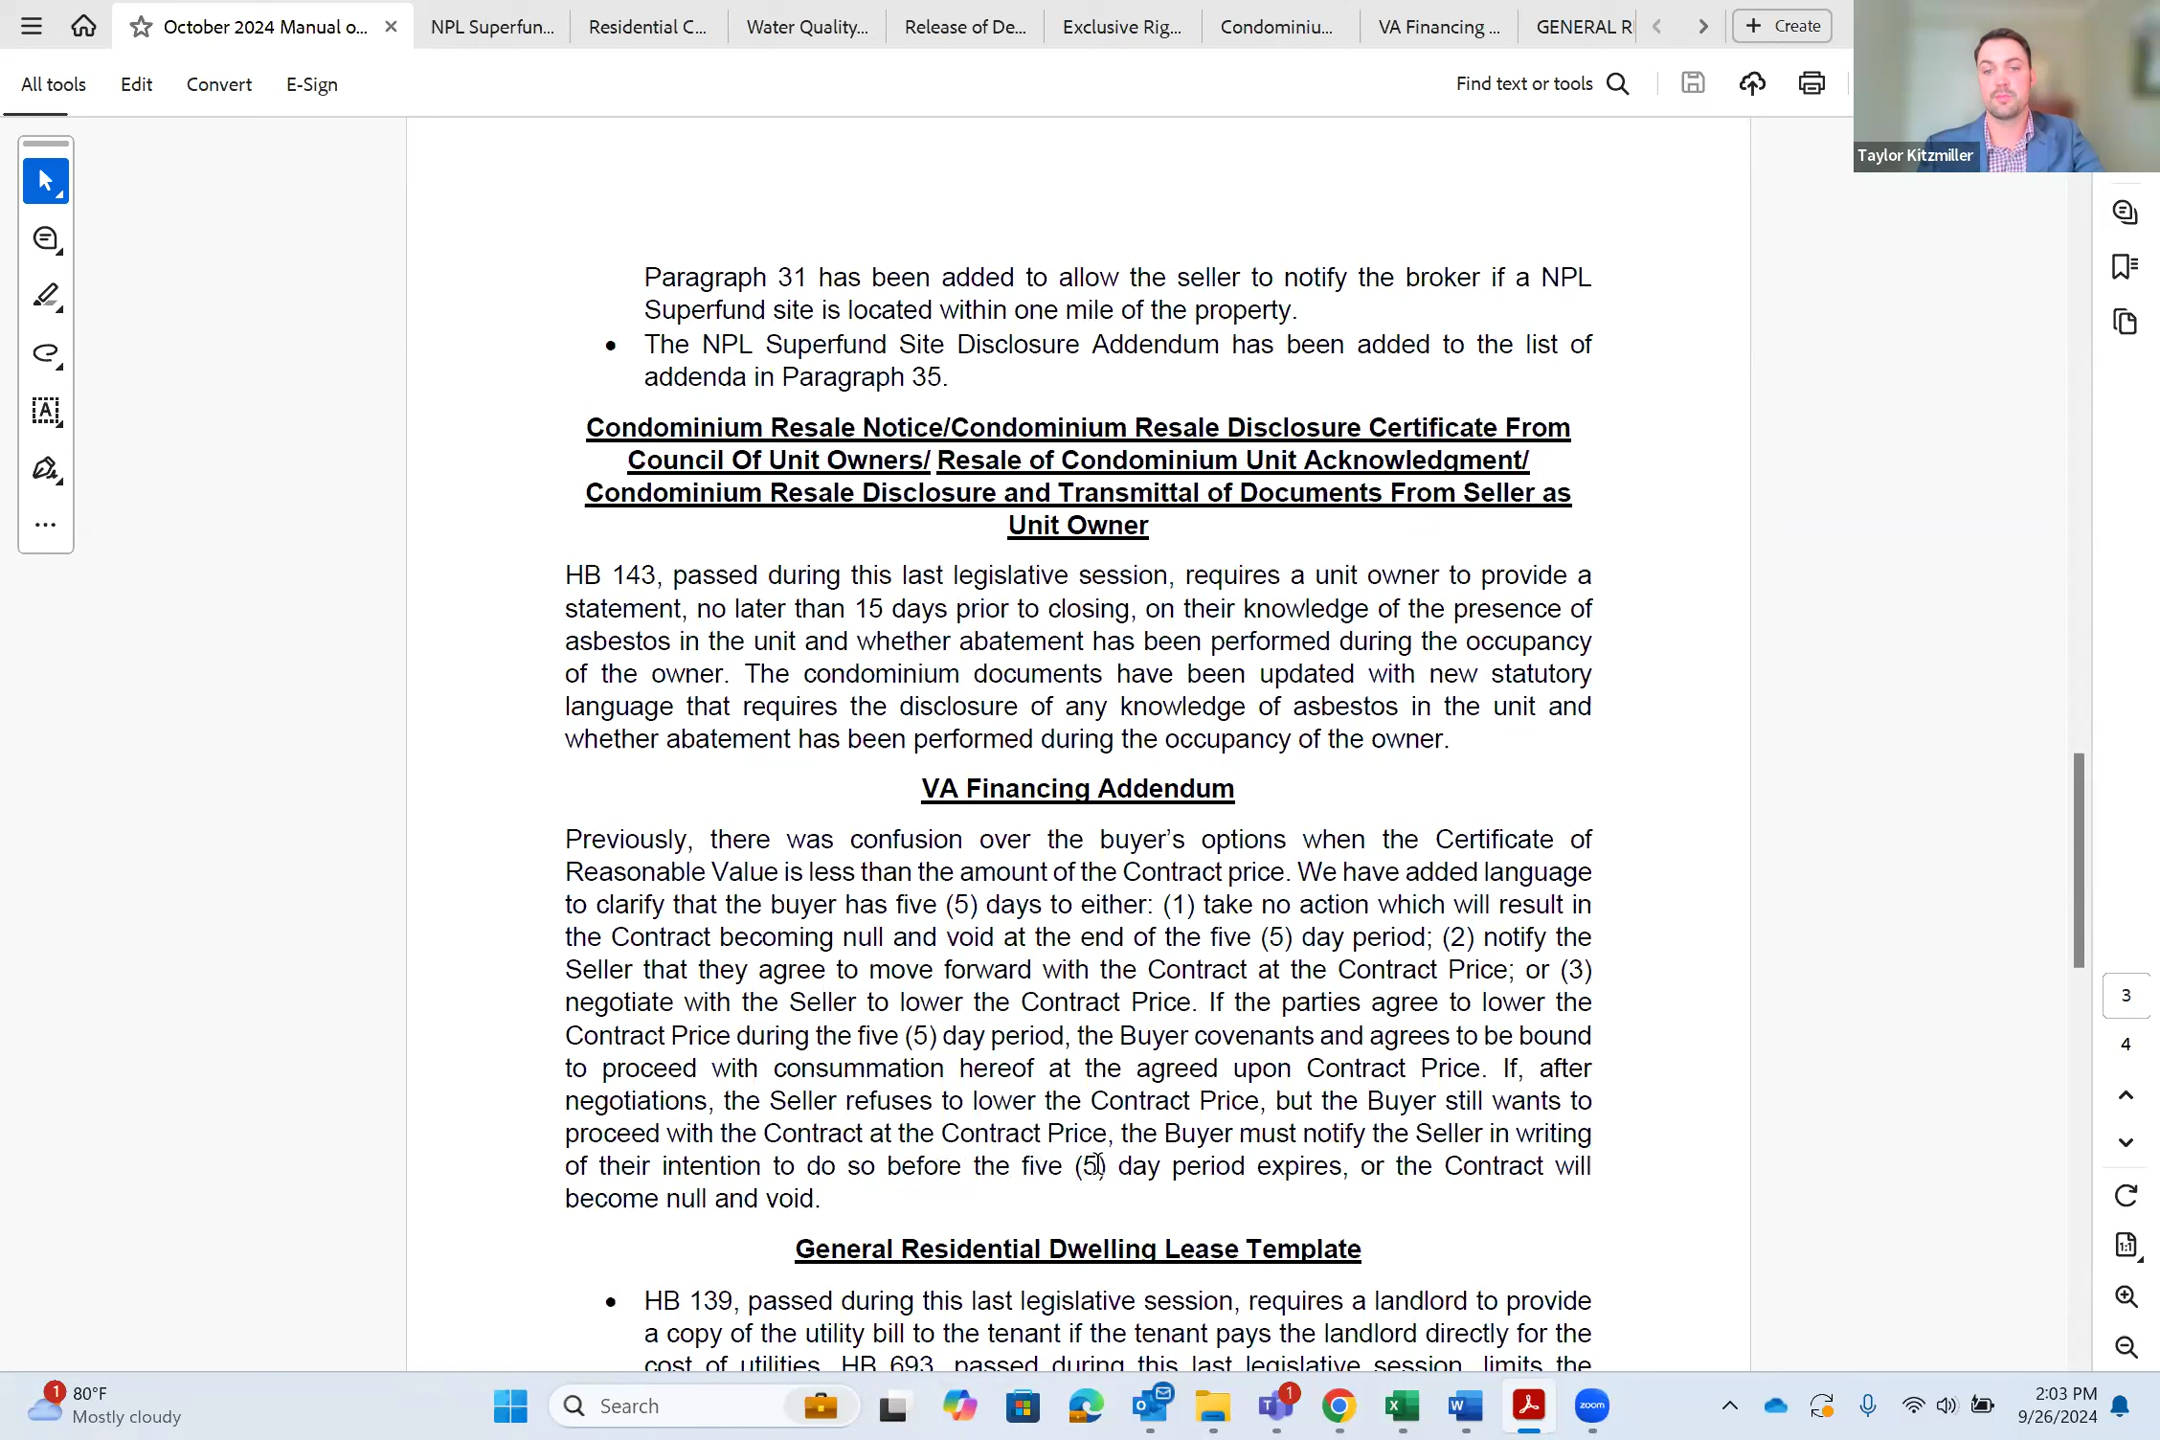 October 2024 Manual o...
NPL Superfun...
Residential C...
Water Quality...
Release of De...
Exclusive Rig...
Condominiu...
VA Financing ...
GENERAL R
Create
All tools
Edit
Convert
E-Sign
Find text or tools
Taylor Kitzmiller
Paragraph 31 has been added to allow the seller to notify the broker if a NPL
Superfund site is located within one mile of the property.
• The NPL Superfund Site Disclosure Addendum has been added to the list of
addenda in Paragraph 35.
Condominium Resale Notice/Condominium Resale Disclosure Certificate From
Council Of Unit Owners/ Resale of Condominium Unit Acknowledgment/
Condominium Resale Disclosure and Transmittal of Documents From Seller as
Unit Owner
HB 143, passed during this last legislative session, requires a unit owner to provide a
statement, no later than 15 days prior to closing, on their knowledge of the presence of
asbestos in the unit and whether abatement has been performed during the occupancy
of the owner. The condominium documents have been updated with new statutory
language that requires the disclosure of any knowledge of asbestos in the unit and
whether abatement has been performed during the occupancy of the owner.
VA Financing Addendum
Previously, there was confusion over the buyer's options when the Certificate of
Reasonable Value is less than the amount of the Contract price. We have added language
to clarify that the buyer has five (5) days to either: (1) take no action which will result in
the Contract becoming null and void at the end of the five (5) day period; (2) notify the
Seller that they agree to move forward with the Contract at the Contract Price; or (3)
negotiate with the Seller to lower the Contract Price. If the parties agree to lower the
Contract Price during the five (5) day period, the Buyer covenants and agrees to be bound
to proceed with consummation hereof at the agreed upon Contract Price. If, after
negotiations, the Seller refuses to lower the Contract Price, but the Buyer still wants to
proceed with the Contract at the Contract Price, the Buyer must notify the Seller in writing
of their intention to do so before the five (5) day period expires, or the Contract will
become null and void.
General Residential Dwelling Lease Template
• HB 139, passed during this last legislative session, requires a landlord to provide
a copy of the utility bill to the tenant if the tenant pays the landlord directly for the
cost of utilities. HB 693, passed during this last legislative session, limits the
3
4
1
80°F
Mostly cloudy
Search
1
zoom
2:03 PM
9/26/2024